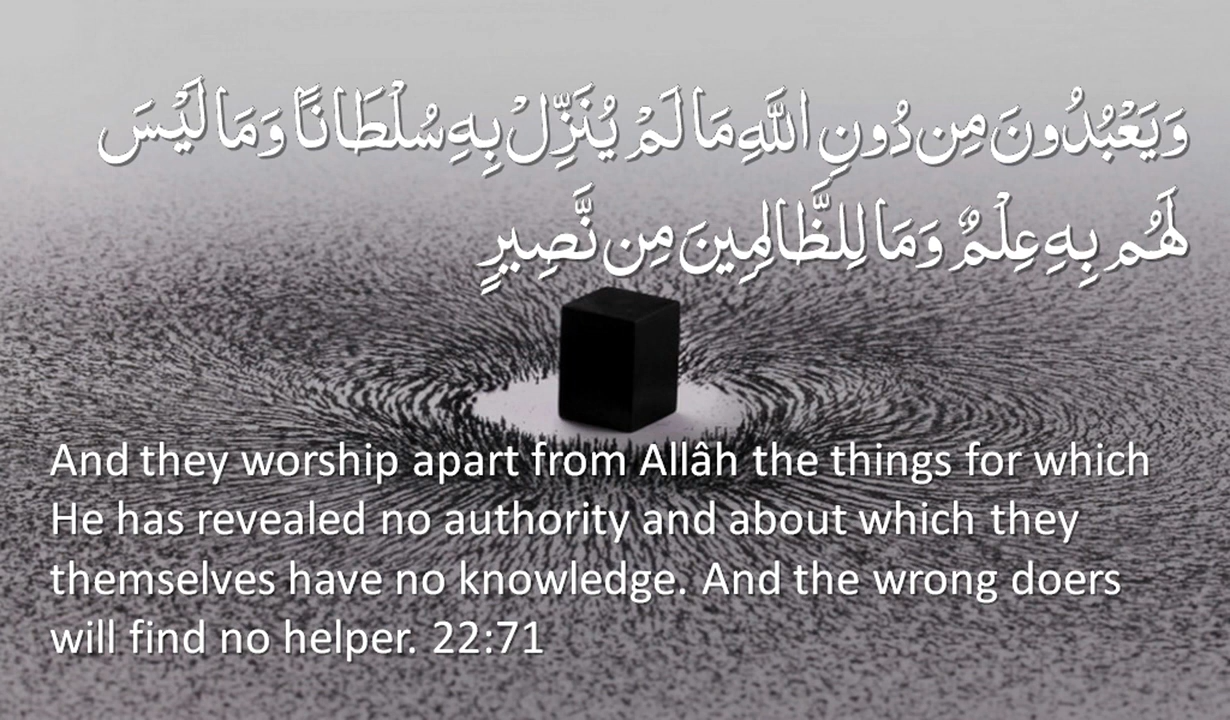 وَيَعْبُدُونَ مِن دُونِ اللَّهِ مَا لَمْ يُنَزِّلْ بِهِ سُلْطَانًا وَمَا لَيْسَ
لَهُم بِهِ عِلْمٌ وَمَا لِلظَّالِمِينَ مِن نَّصِيرٍ
And they worship apart from Allâh the things for which
He has revealed no authority and about which they
themselves have no knowledge. And the wrong doers
will find no helper. 22:71